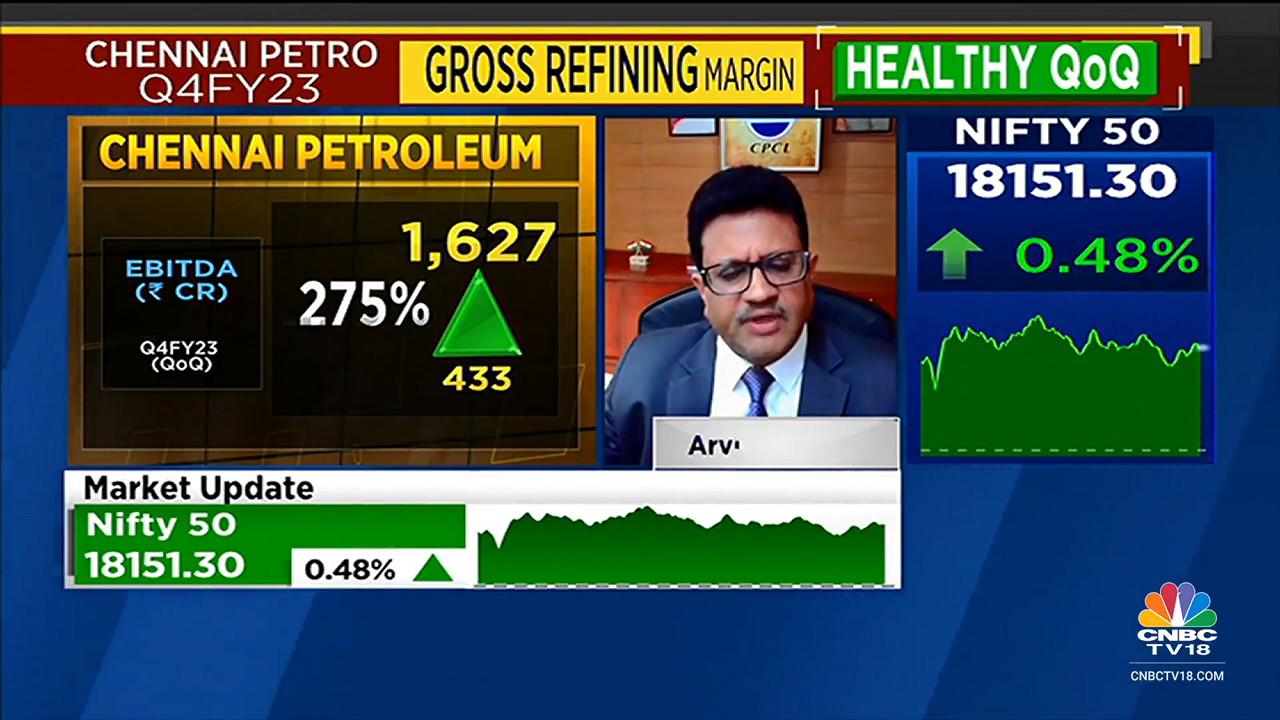 CHENNAI PETRO
Q4FY23
GROSS REFINING MARGIN
HEALTHY QoQ
CHENNAI PETROLEUM
EBITDA
(₹ CR)
Q4FY23
(QoQ)
1,627
275%
433
CPCL
Arv
NIFTY 50
18151.30
0.48%
Market Update
Nifty 50
18151.30
0.48%
CNBC
TV18
CNBCTV18.COM